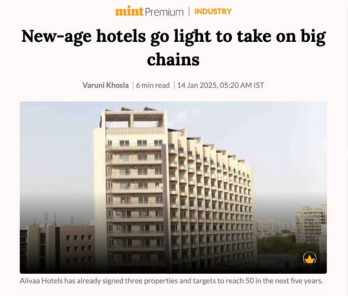 mint Premium | INDUSTRY
New-age hotels go light to take on big
chains
Varuni Khosla | 6 min read | 14 Jan 2025, 05:20 AM IST
Alivaa Hotels has already signed three properties and targets to reach 50 in the next five years.